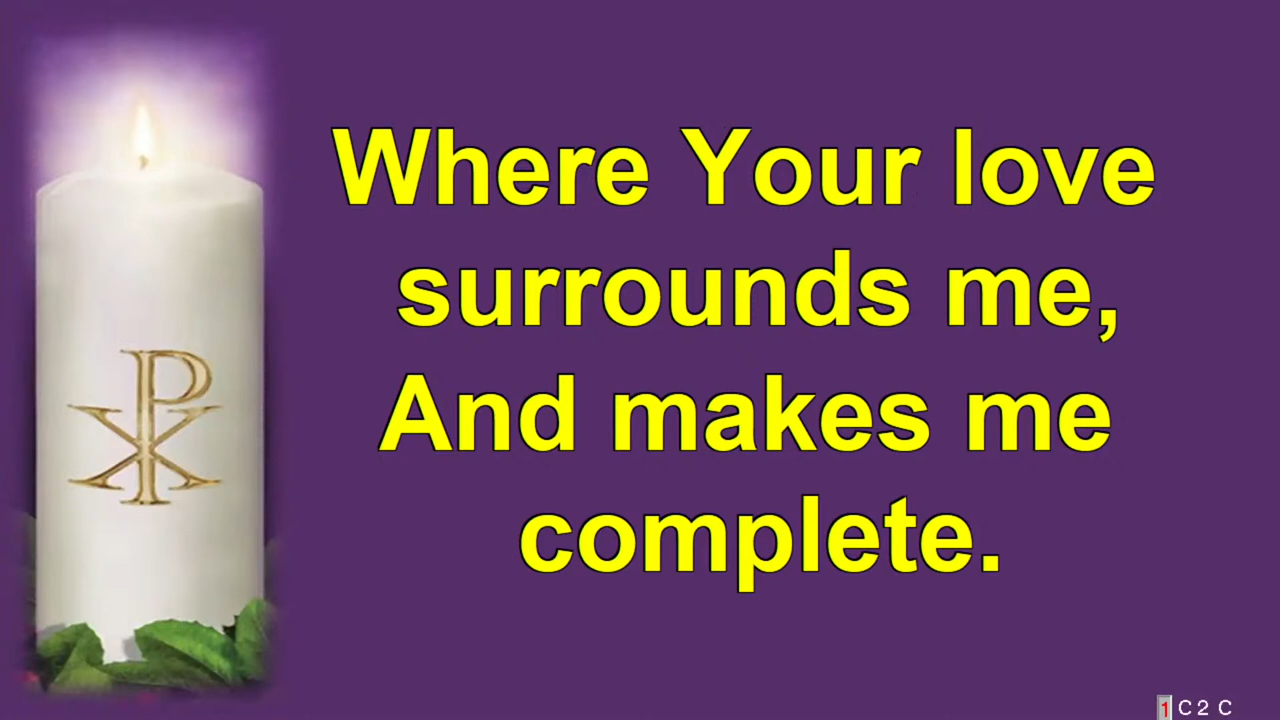 Where Your love
surrounds me,
And makes me
complete.
1 C 2 C